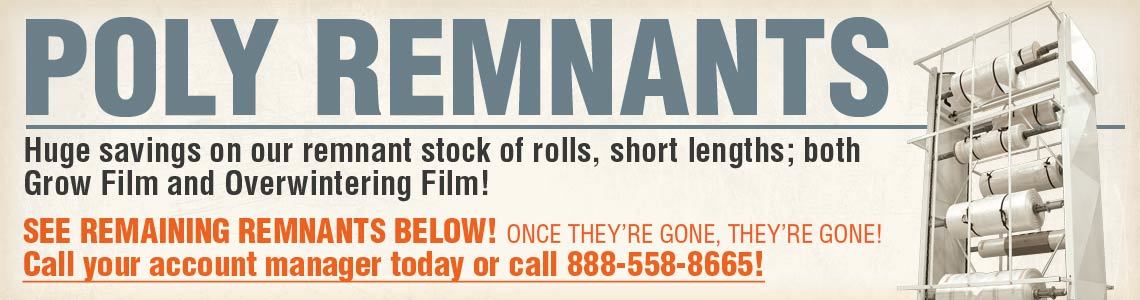 POLY REMNANTS
Huge savings on our remnant stock of rolls, short lengths; both
Grow Film and Overwintering Film!
SEE REMAINING REMNANTS BELOW! ONCE THEY’RE GONE, THEY’RE GONE!
Call your account manager today or call 888-558-8665!